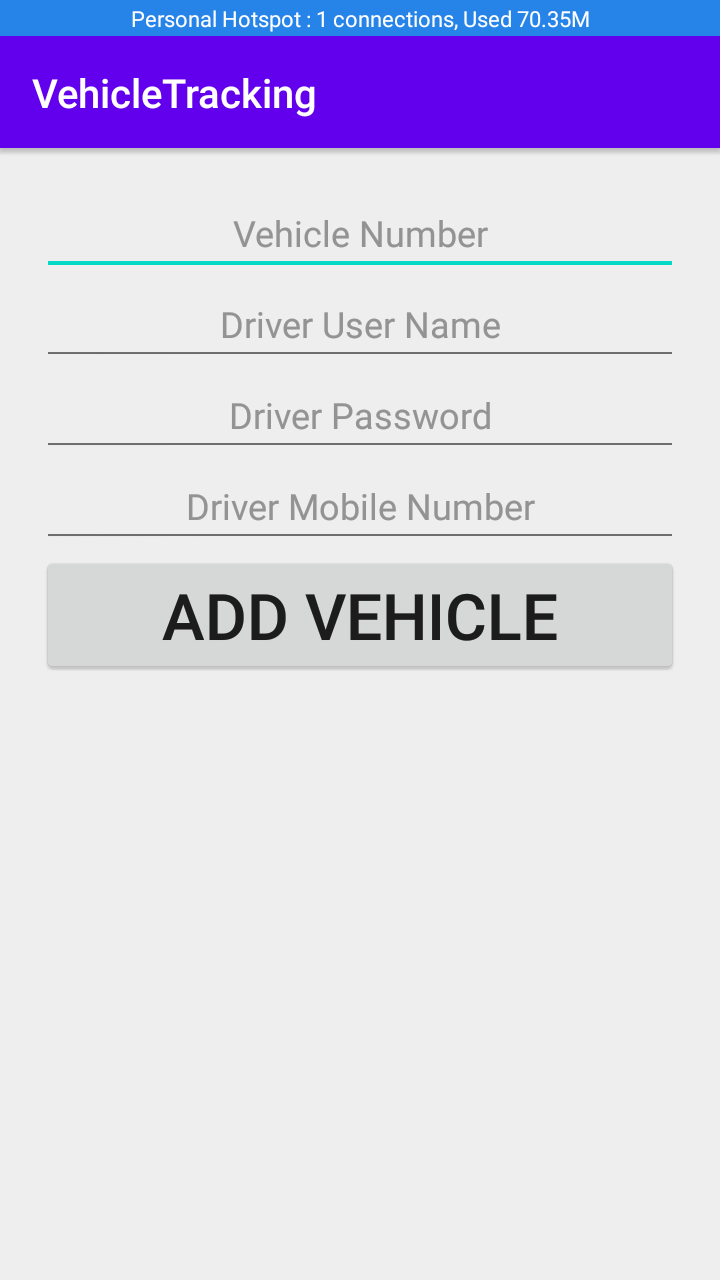 Personal Hotspot : 1 connections, Used 70.35M
VehicleTracking
Vehicle Number
Driver User Name
Driver Password
Driver Mobile Number
ADD VEHICLE